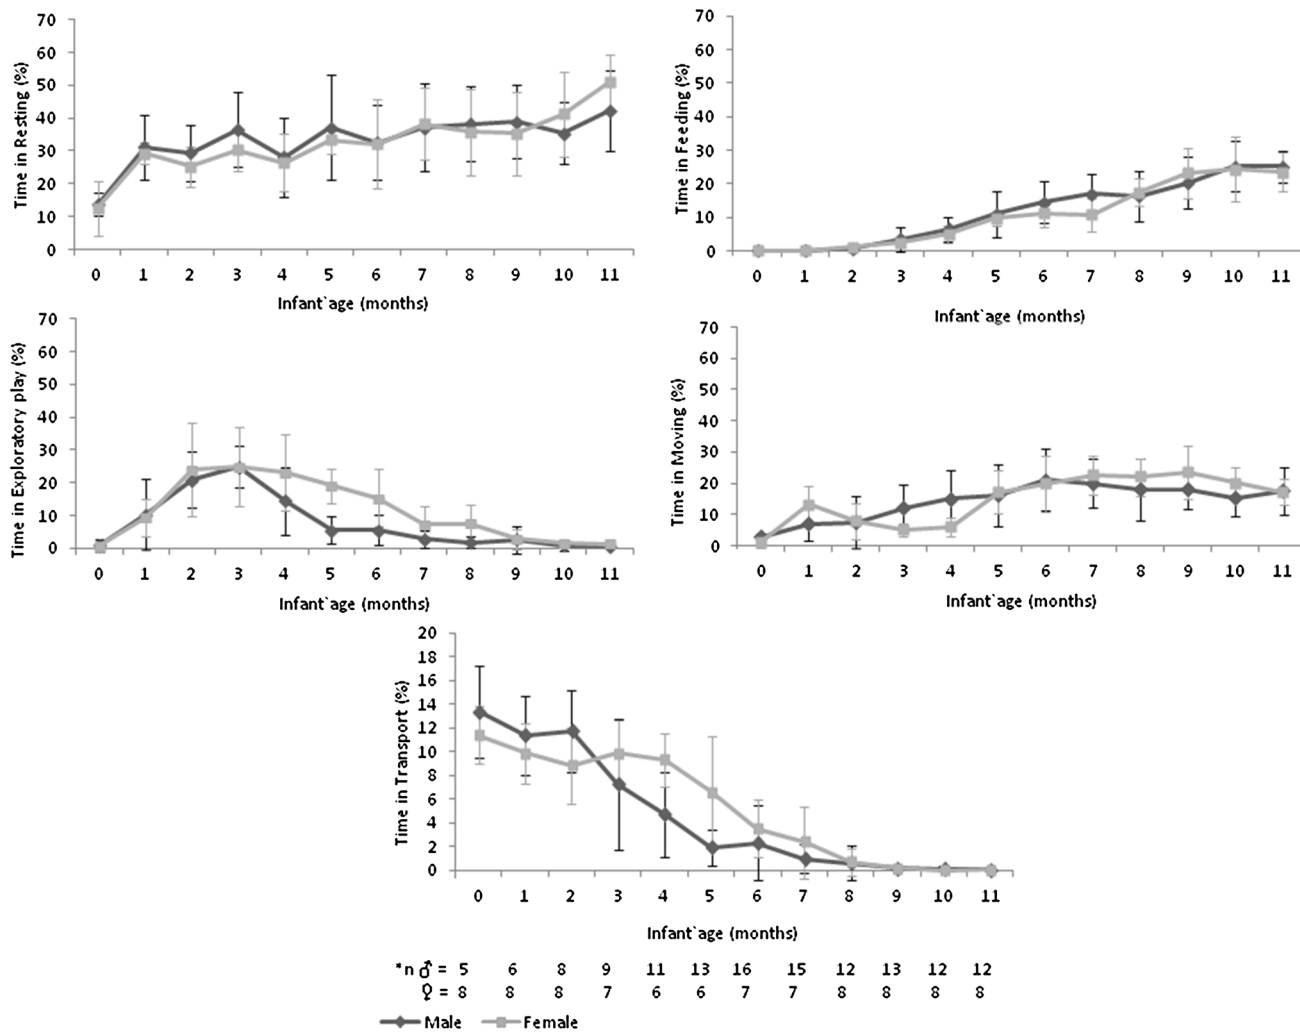 Time in Resting (%)
70
60
50
40
30
20
10
0
0 1 2 3 4 5 6 7 8 9 10 11
Infant`age (months)
Time in Feeding (%)
70
60
50
40
30
20
10
0
0 1 2 3 4 5 6 7 8 9 10 11
Infant`age (months)
Time in Exploratory play (%)
70
60
50
40
30
20
10
0
0 1 2 3 4 5 6 7 8 9 10 11
Infant`age (months)
Time in Moving (%)
70
60
50
40
30
20
10
0
0 1 2 3 4 5 6 7 8 9 10 11
Infant`age (months)
Time in Transport (%)
20
18
16
14
12
10
8
6
4
2
0
0 1 2 3 4 5 6 7 8 9 10 11
Infant`age (months)
*n ♂ = 5 6 8 9 11 13 16 15 12 13 12 12
♀ = 8 8 8 7 6 6 7 7 8 8 8 8
Male Female